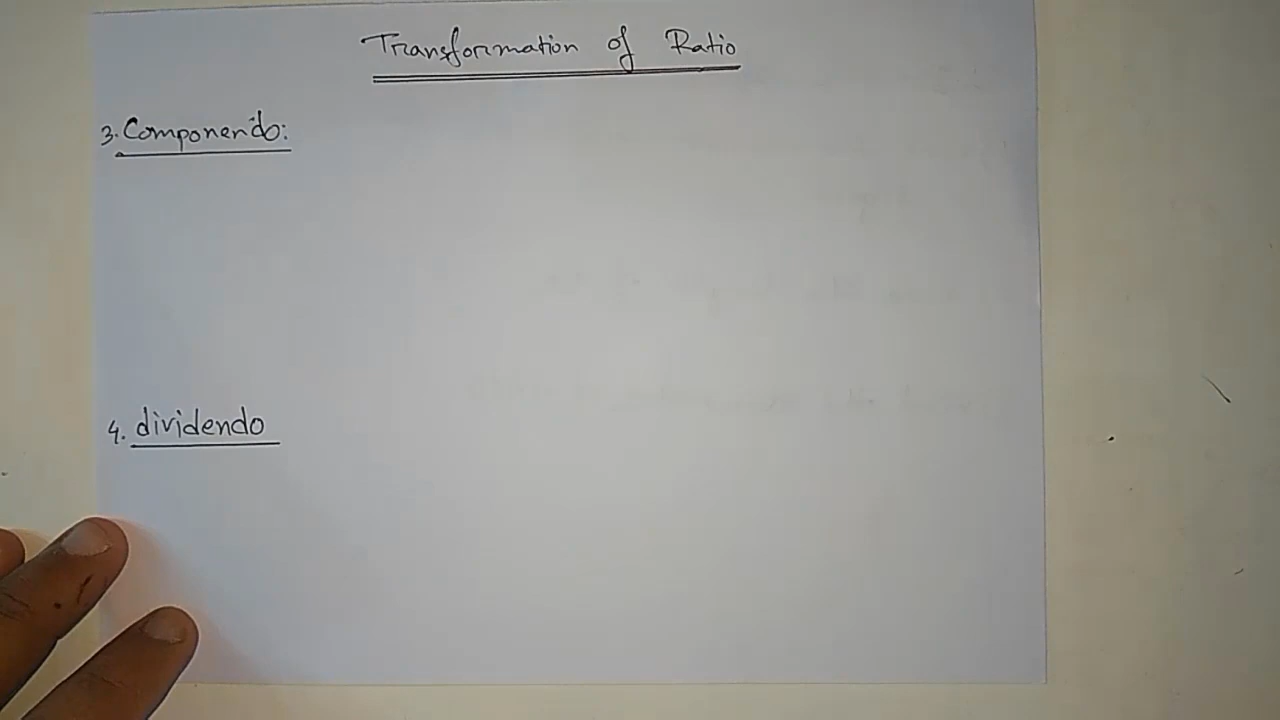 Transformation of Ratio
3. Componendo:
4. dividendo